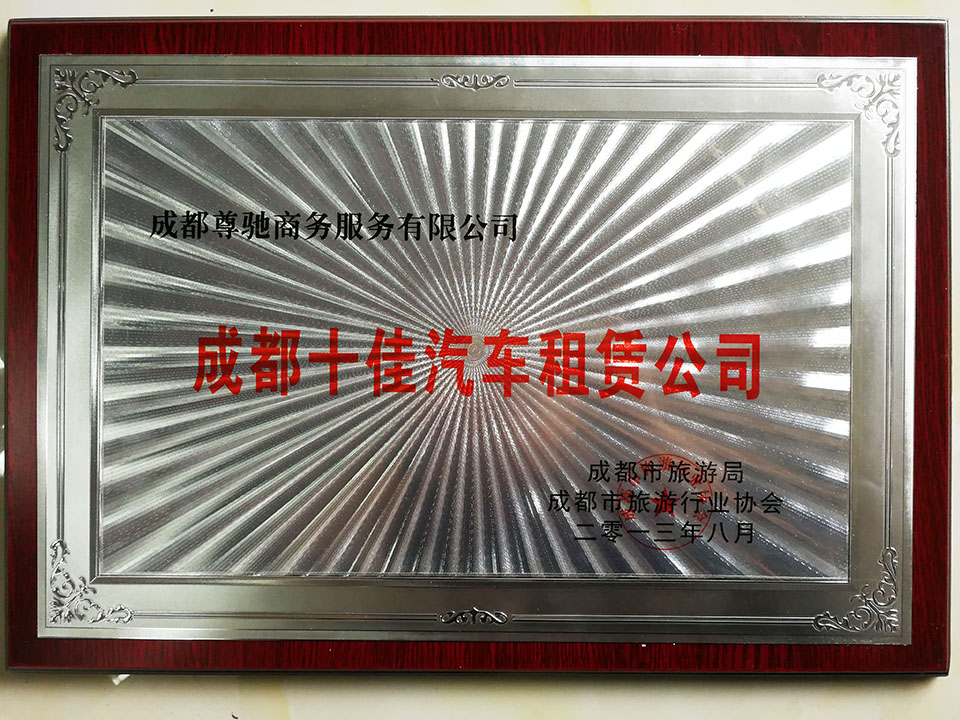 成都尊驰商务服务有限公司
成都十佳汽车租赁公司
成都市旅游局
成都市旅游行业协会
二零一三年八月